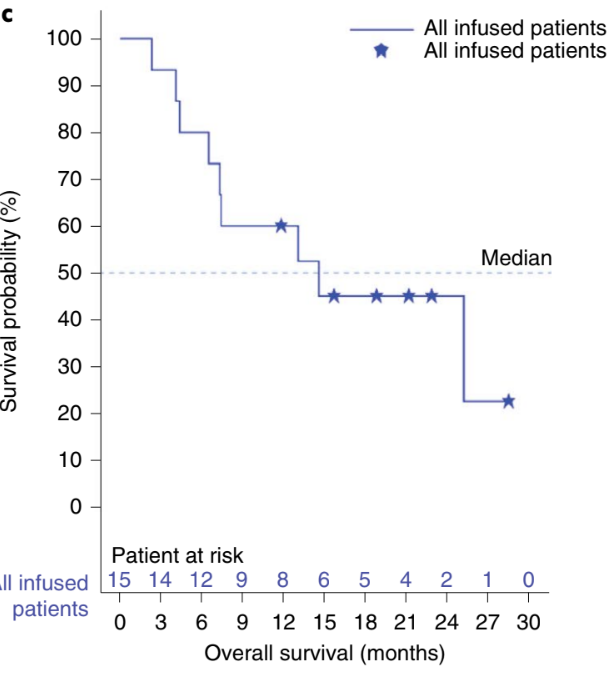 c
All infused patients
All infused patients
100
90
80
70
60
50
40
30
20
10
0
Survival probability (%)
Median
Patient at risk
All infused patients
15 14 12 9 8 6 5 4 2 1 0
0 3 6 9 12 15 18 21 24 27 30
Overall survival (months)